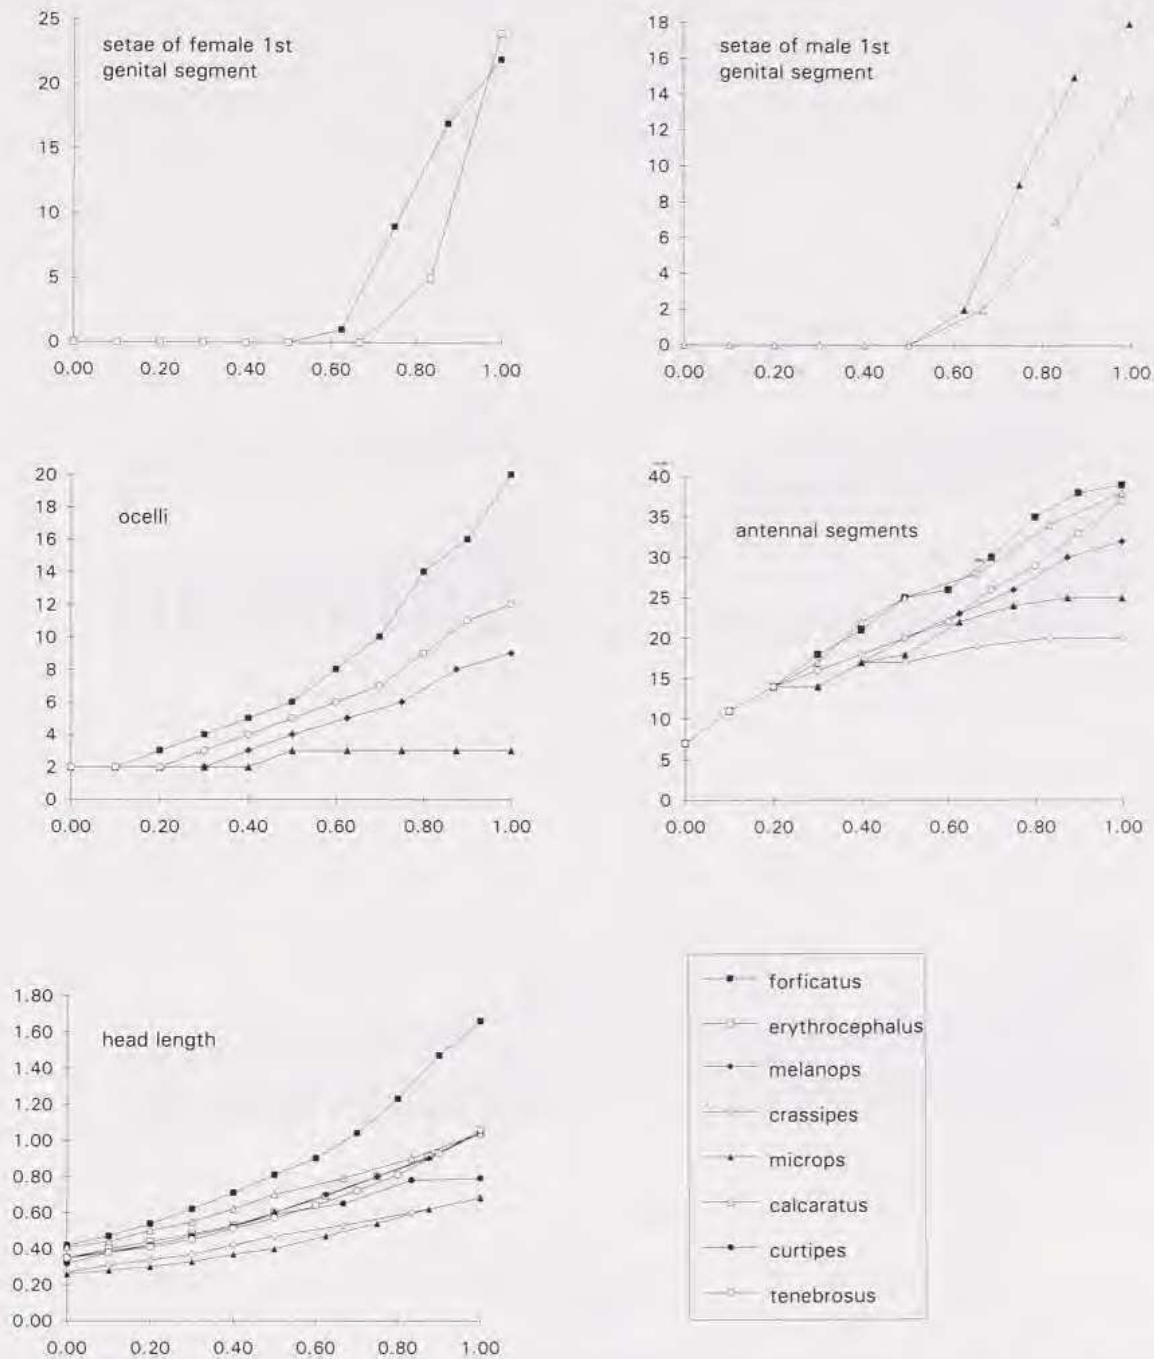 setae of female 1st
genital segment
25
20
15
10
5
0
0.00 0.20 0.40 0.60 0.80 1.00
setae of male 1st
genital segment
18
16
14
12
10
8
6
4
2
0
0.00 0.20 0.40 0.60 0.80 1.00
ocelli
20
18
16
14
12
10
8
6
4
2
0
0.00 0.20 0.40 0.60 0.80 1.00
antennal segments
40
35
30
25
20
15
10
5
0
0.00 0.20 0.40 0.60 0.80 1.00
head length
1.80
1.60
1.40
1.20
1.00
0.80
0.60
0.40
0.20
0.00
0.00 0.20 0.40 0.60 0.80 1.00
forficatus
erythrocephalus
melanops
crassipes
microps
calcaratus
curtipes
tenebrosus